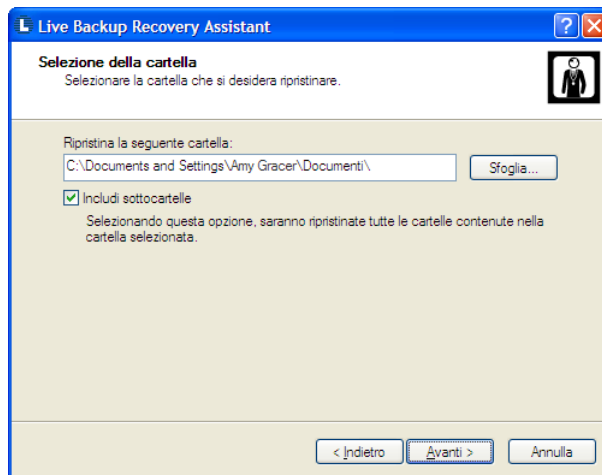 Live Backup Recovery Assistant
Selezione della cartella
Selezionare la cartella che si desidera ripristinare.
Ripristina la seguente cartella:
C:\Documents and Settings\Amy Gracer\Documenti\
Sfoglia...
Includi sottocartelle
Selezionando questa opzione, saranno ripristinate tutte le cartelle contenute nella
cartella selezionata.
< Indietro
Avanti >
Annulla